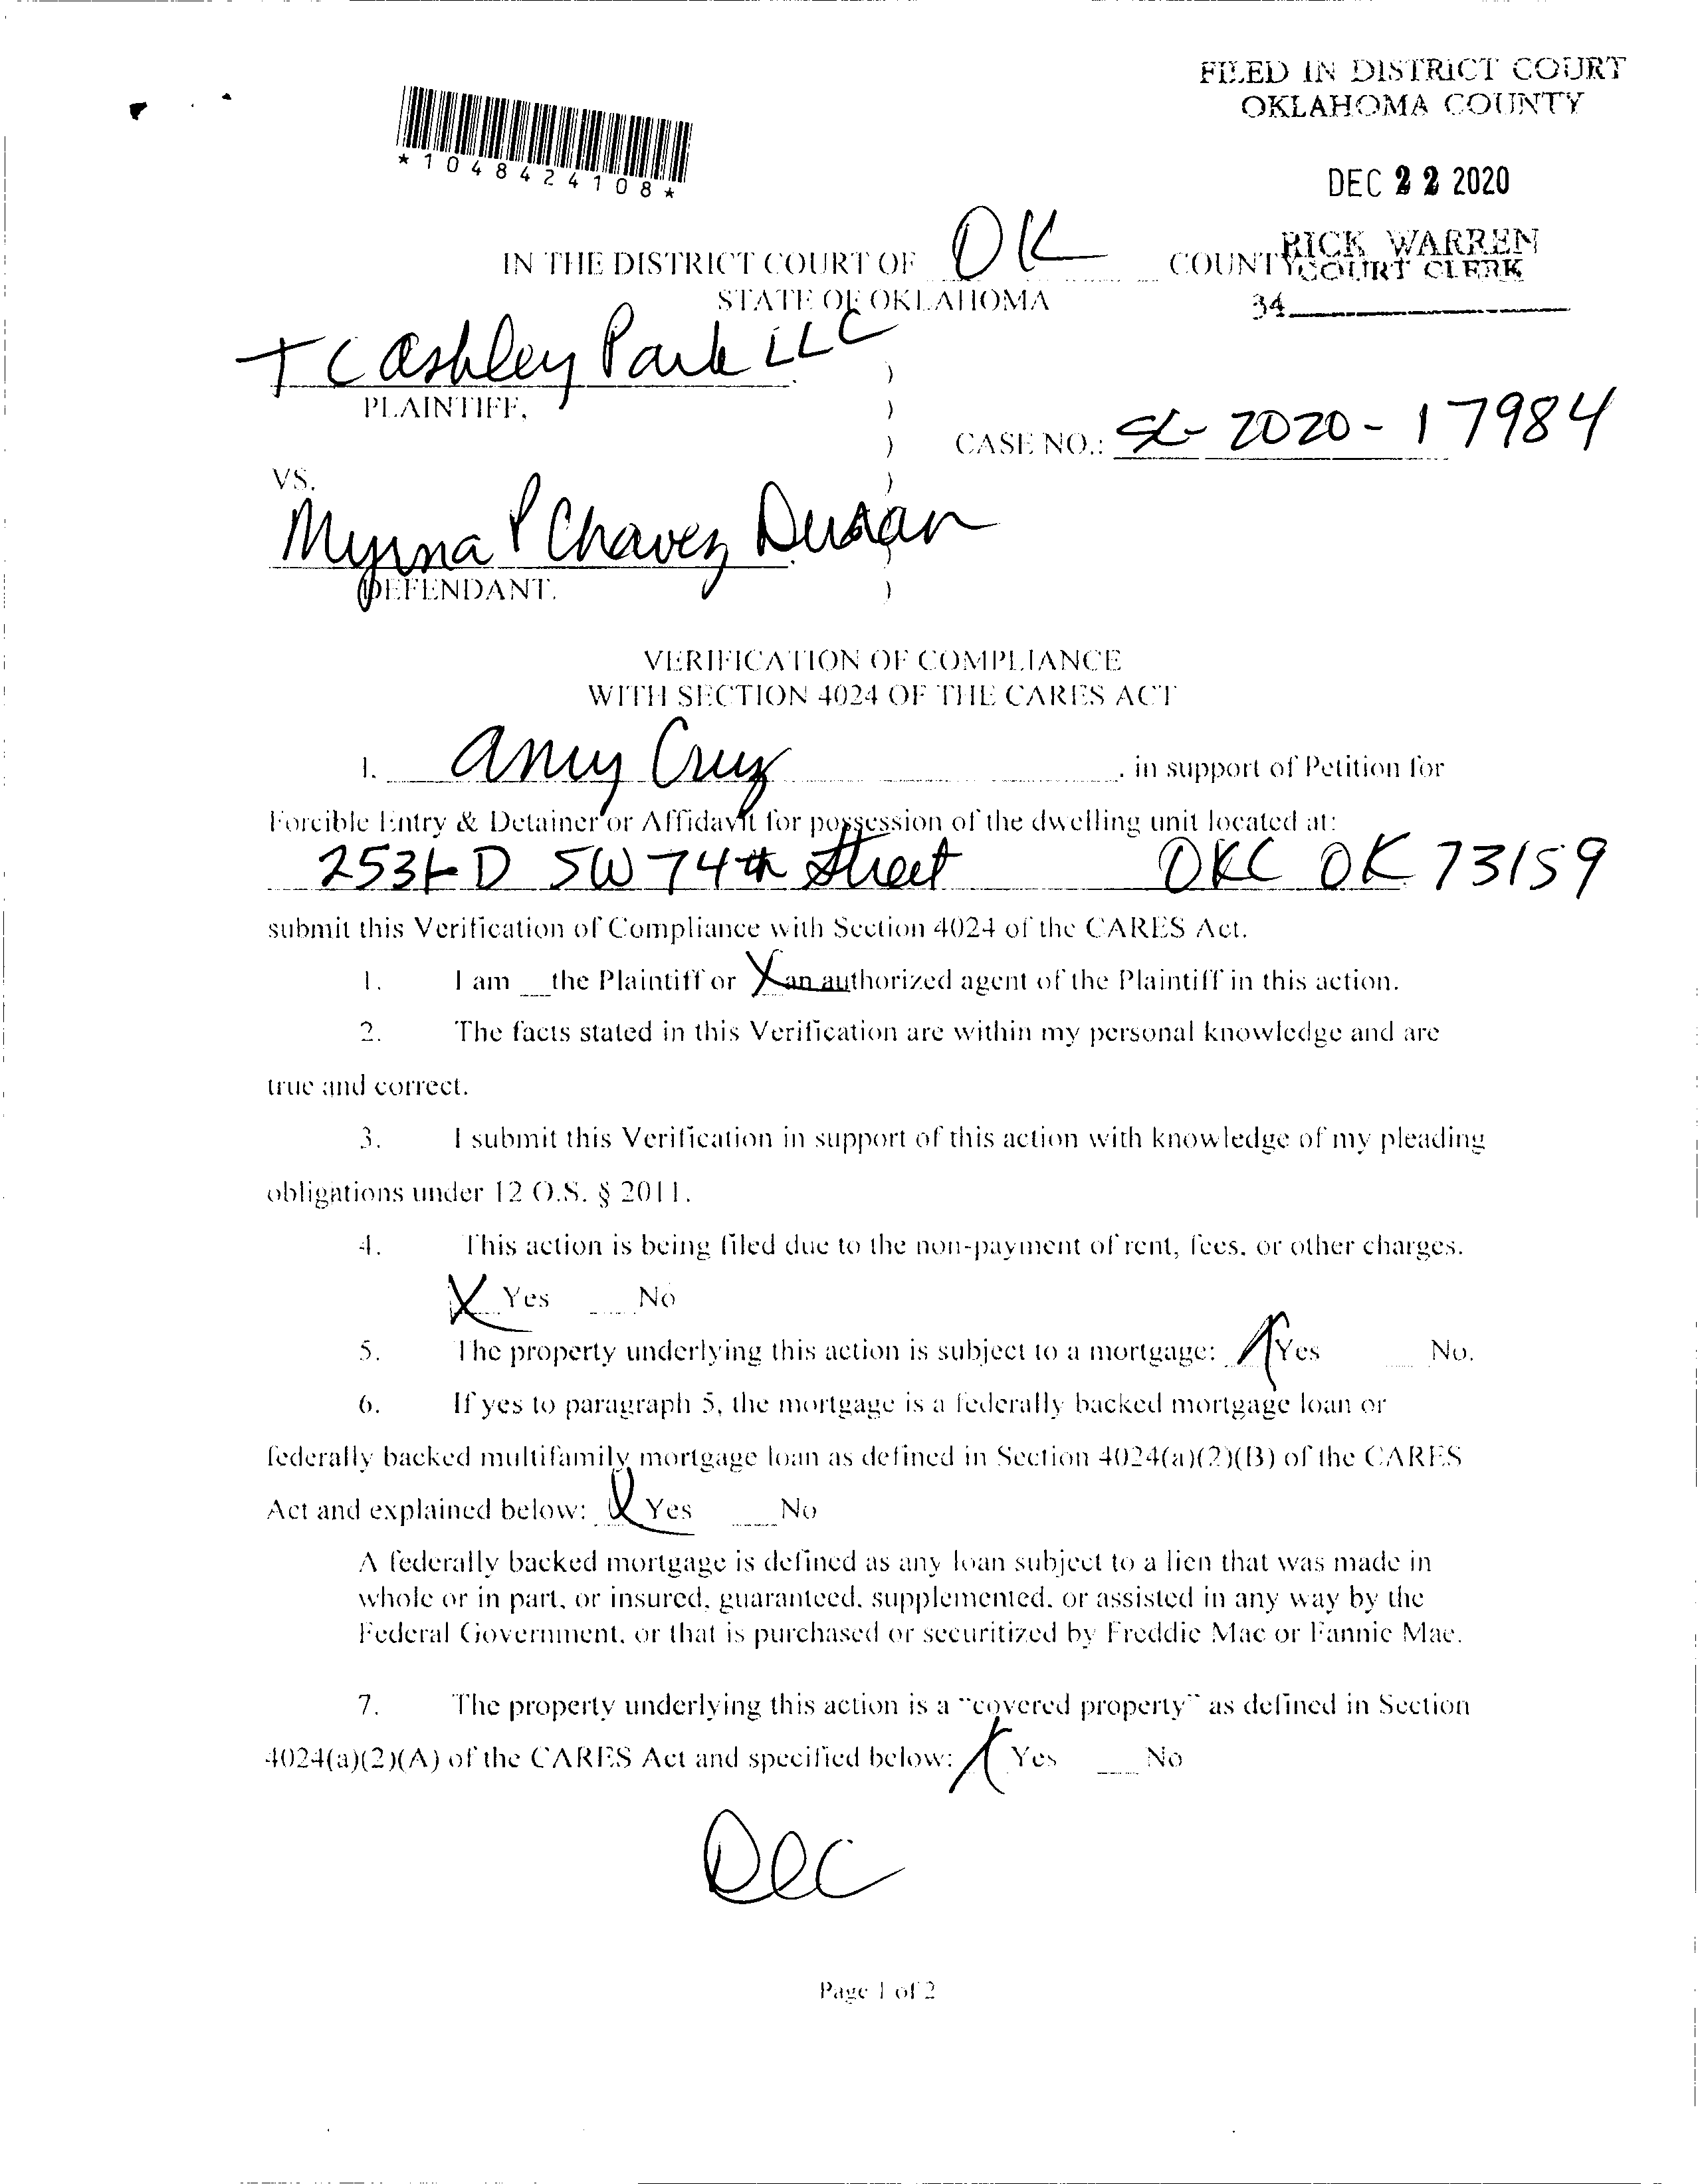 FILED IN DISTRICT COURT
OKLAHOMA COUNTY
*1048424108*
DEC 22 2020
IN THE DISTRICT COURT OF OK COUNTY
RICK WARREN
COURT CLERK
STATE OF OKLAHOMA
34
TC Ashley Park LLC )
PLAINTIFF, )
) CASE NO.: SC-2020-17984
VS. )
Myrna P Chavez Duran
DEFENDANT. )
VERIFICATION OF COMPLIANCE
WITH SECTION 4024 OF THE CARES ACT
I, Amy Cruz, in support of Petition for
Forcible Entry & Detainer or Affidavit for possession of the dwelling unit located at:
SW 74th Street OKC OK 73159
submit this Verification of Compliance with Section 4024 of the CARES Act.
1. I am __the Plaintiff or X an authorized agent of the Plaintiff in this action.
2. The facts stated in this Verification are within my personal knowledge and are
true and correct.
3. I submit this Verification in support of this action with knowledge of my pleading
obligations under 12 O.S. § 2011.
4. This action is being filed due to the non-payment of rent, fees, or other charges.
X Yes ___No
5. The property underlying this action is subject to a mortgage: X Yes ___ No.
6. If yes to paragraph 5, the mortgage is a federally backed mortgage loan or
federally backed multifamily mortgage loan as defined in Section 4024(a)(2)(B) of the CARES
Act and explained below: X Yes ___No
A federally backed mortgage is defined as any loan subject to a lien that was made in
whole or in part, or insured, guaranteed, supplemented, or assisted in any way by the
Federal Government, or that is purchased or securitized by Freddie Mac or Fannie Mae.
7. The property underlying this action is a "covered property" as defined in Section
4024(a)(2)(A) of the CARES Act and specified below: X Yes ___No
Dec
Page 1 of 2